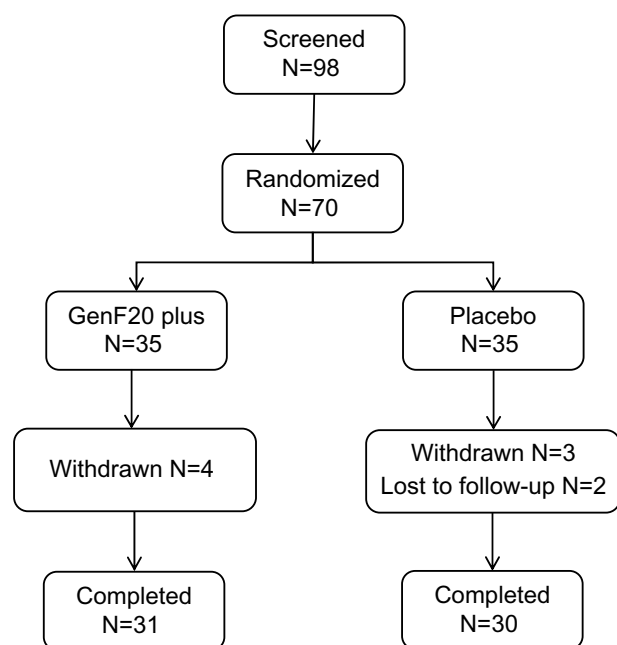 Screened
N=98
Randomized
N=70
GenF20 plus
N=35
Placebo
N=35
Withdrawn N=4
Withdrawn N=3
Lost to follow-up N=2
Completed
N=31
Completed
N=30